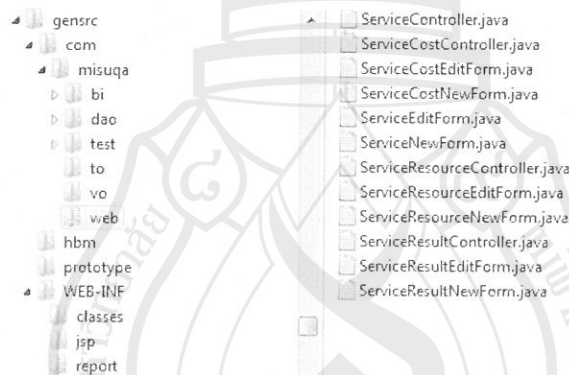 gensrc
com
misuqa
bi
dao
test
to
vo
web
hbm
prototype
WEB-INF
classes
jsp
report
ServiceController.java
ServiceCostController.java
ServiceCostEditForm.java
ServiceCostNewForm.java
ServiceEditForm.java
ServiceNewForm.java
ServiceResourceController.java
ServiceResourceEditForm.java
ServiceResourceNewForm.java
ServiceResultController.java
ServiceResultEditForm.java
ServiceResultNewForm.java